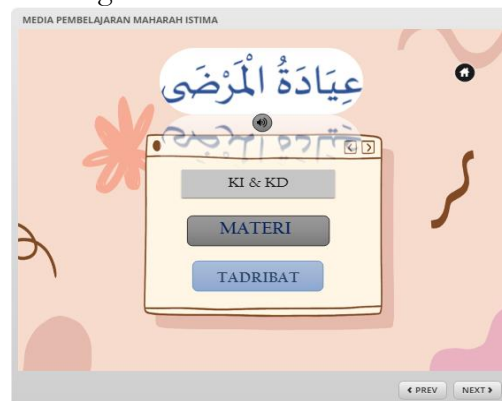 MEDIA PEMBELAJARAN MAHARAH ISTIMA
عِيَادَةُ الْمَرْضَى
KI & KD
MATERI
TADRIBAT
PREV NEXT